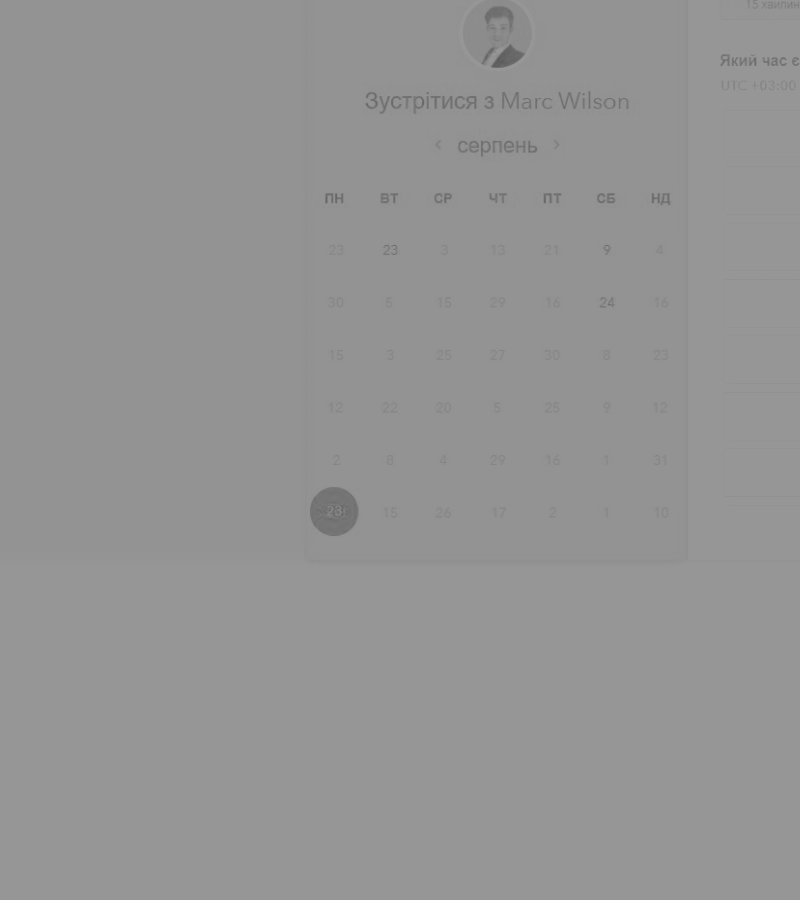 15 хвилин
Зустрітися з Marc Wilson
Який час є
UTC +03:00
серпень
ПН ВТ СР ЧТ ПТ СБ НД
23 23 3 13 21 9 4
30 5 15 29 16 24 16
15 3 25 27 30 8 23
12 22 20 5 25 9 12
2 8 4 29 16 1 31
23 15 26 17 2 1 10